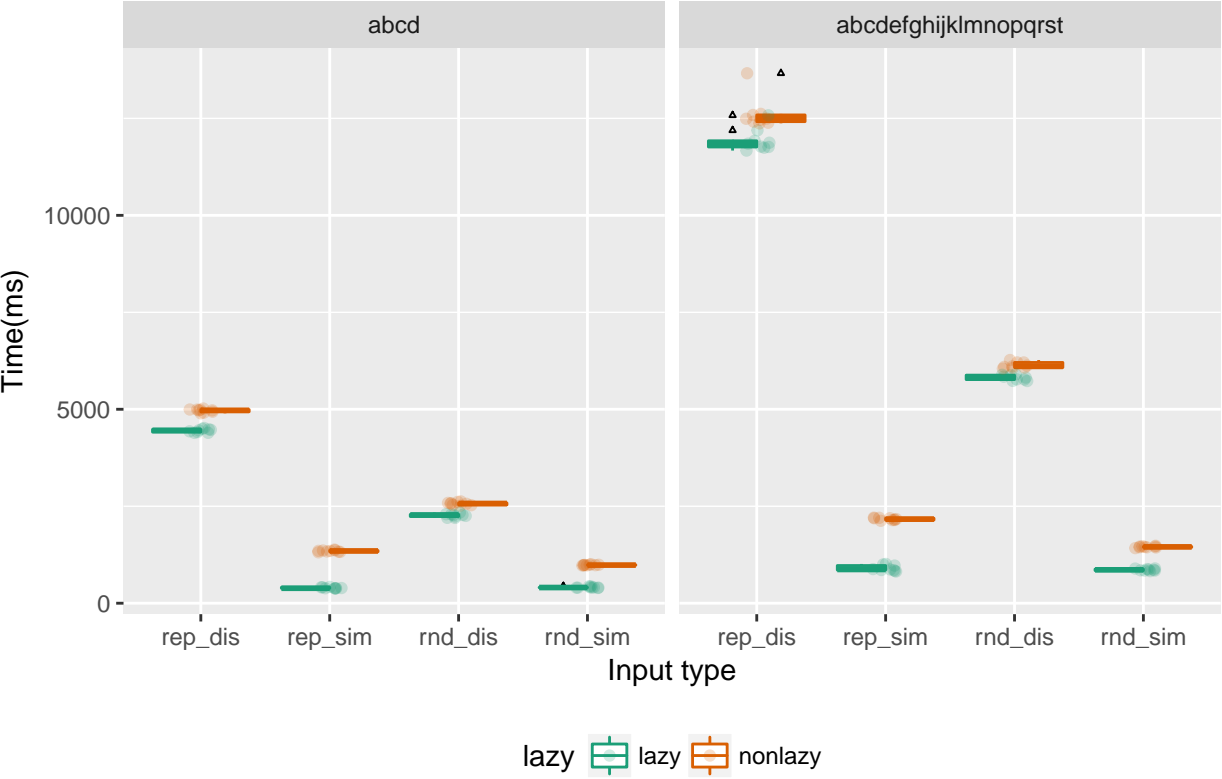 abcd
abcdefghijklmnopqrst
Time(ms)
10000
5000
0
rep_dis rep_sim rnd_dis rnd_sim
rep_dis rep_sim rnd_dis rnd_sim
Input type
lazy lazy nonlazy